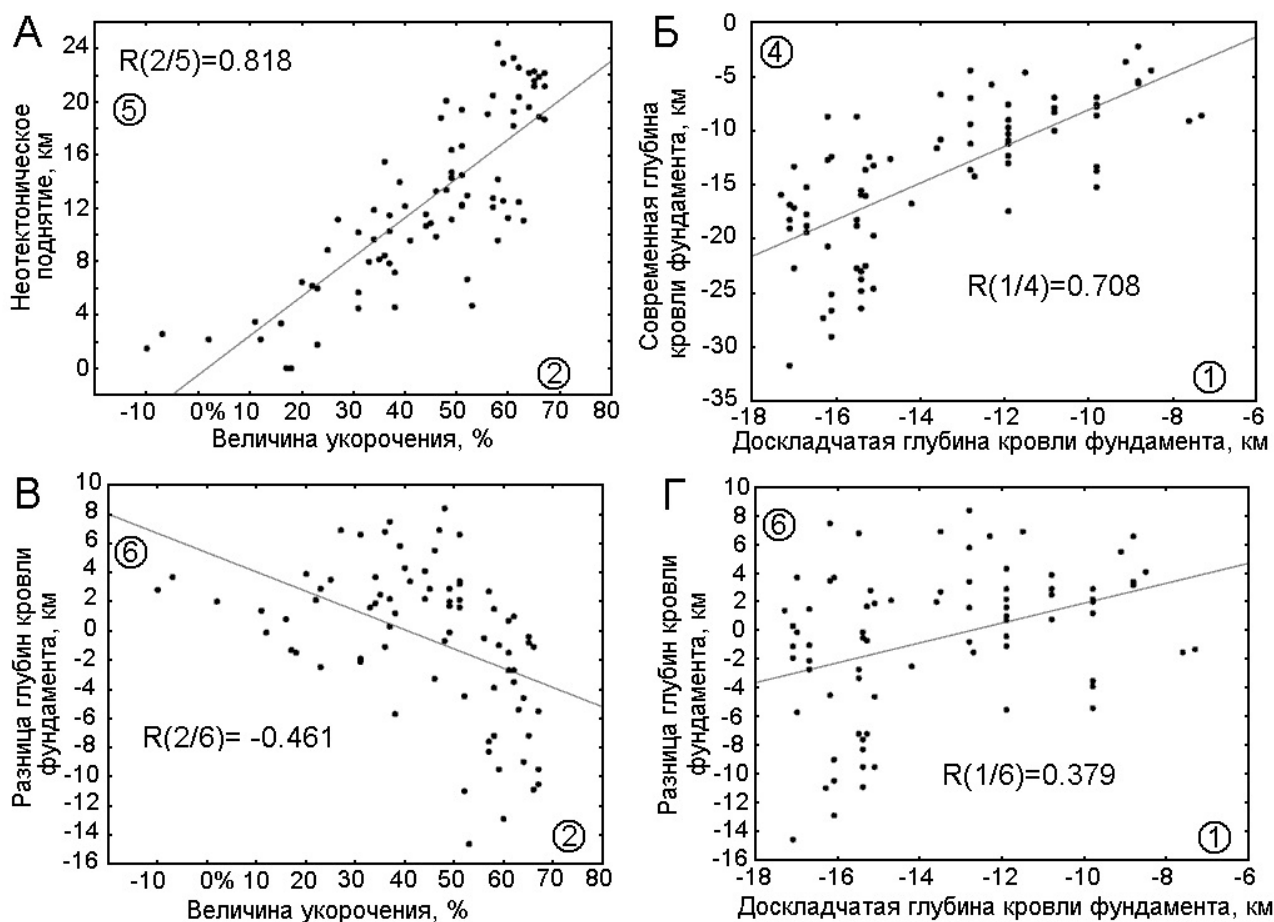 А
R(2/5)=0.818
5
2
Неотектоническое
поднятие, км
24
20
16
12
8
4
0
-10 0% 10 20 30 40 50 60 70 80
Величина укорочения, %
Б
4
R(1/4)=0.708
1
Современная глубина
кровли фундамента, км
0
-5
-10
-15
-20
-25
-30
-35
-18 -16 -14 -12 -10 -8 -6
Доскладчатая глубина кровли фундамента, км
В
6
R(2/6)= -0.461
2
Разница глубин кровли
фундамента, км
10
8
6
4
2
0
-2
-4
-6
-8
-10
-12
-14
-16
-10 0% 10 20 30 40 50 60 70 80
Величина укорочения, %
Г
6
R(1/6)=0.379
1
Разница глубин кровли
фундамента, км
10
8
6
4
2
0
-2
-4
-6
-8
-10
-12
-14
-16
-18 -16 -14 -12 -10 -8 -6
Доскладчатая глубина кровли фундамента, км